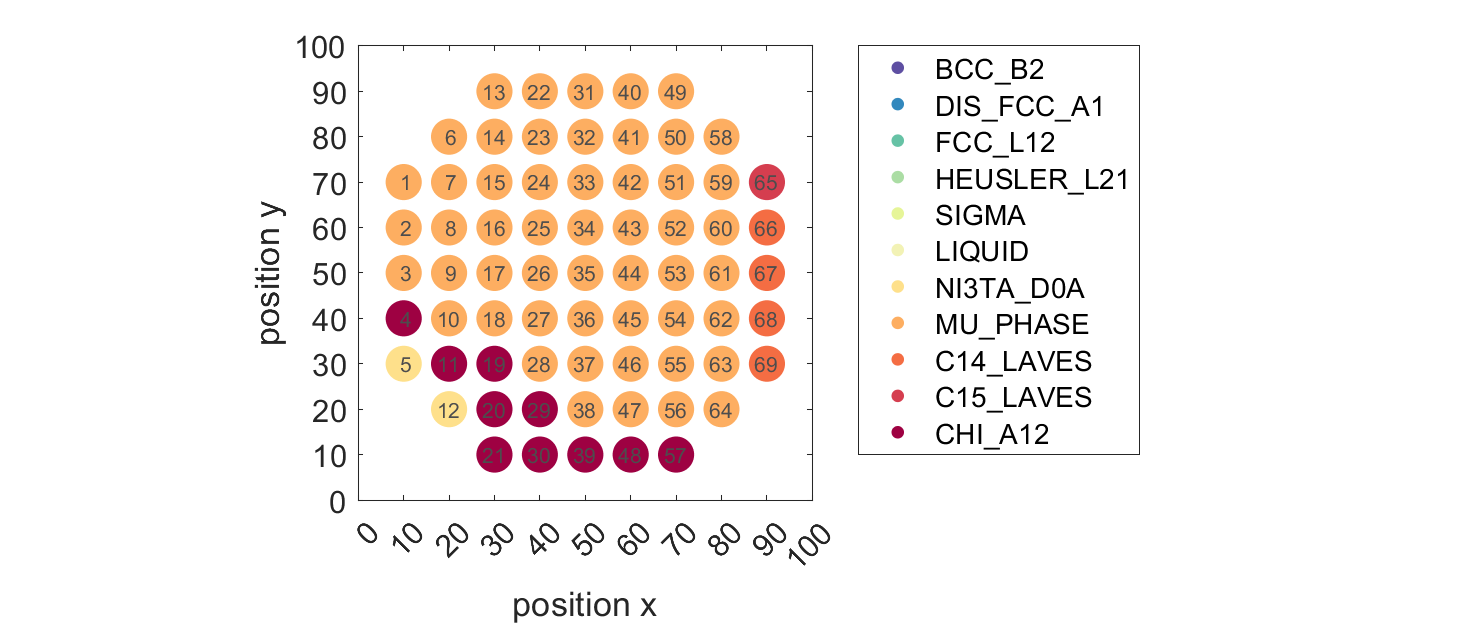 100
90
80
70
60
50
40
30
20
10
0
position y
13 22 31 40 49
6 14 23 32 41 50 58
1 7 15 24 33 42 51 59 65
2 8 16 25 34 43 52 60 66
3 9 17 26 35 44 53 61 67
4 10 18 27 36 45 54 62 68
5 11 19 28 37 46 55 63 69
12 20 29 38 47 56 64
21 30 39 48 57
0 10 20 30 40 50 60 70 80 90 100
position x
BCC_B2
DIS_FCC_A1
FCC_L12
HEUSLER_L21
SIGMA
LIQUID
NI3TA_D0A
MU_PHASE
C14_LAVES
C15_LAVES
CHI_A12